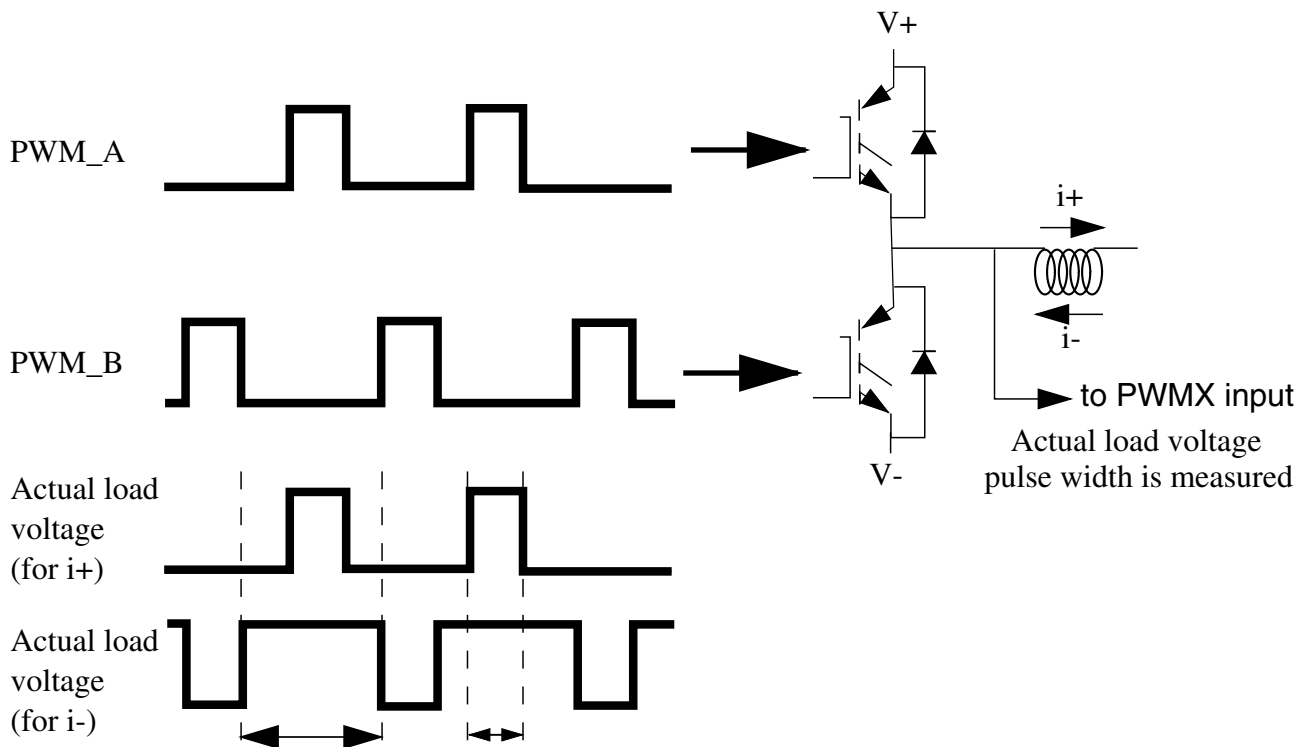 V+
PWM_A
i+
PWM_B
i-
to PWMX input
Actual load voltage
pulse width is measured
V-
Actual load
voltage
(for i+)
Actual load
voltage
(for i-)